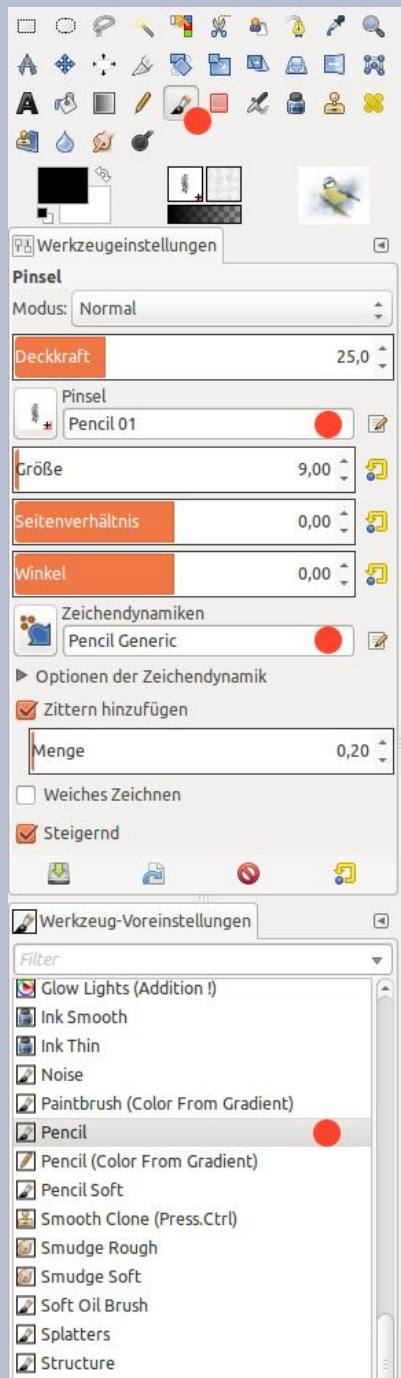 Werkzeugeinstellungen
Pinsel
Modus: Normal
Deckkraft 25,0
Pinsel
Pencil 01
Größe 9,00
Seitenverhältnis 0,00
Winkel 0,00
Zeichendynamiken
Pencil Generic
Optionen der Zeichendynamik
Zittern hinzufügen
Menge 0,20
Weiches Zeichnen
Steigernd
Werkzeug-Voreinstellungen
Filter
Glow Lights (Addition !)
Ink Smooth
Ink Thin
Noise
Paintbrush (Color From Gradient)
Pencil
Pencil (Color From Gradient)
Pencil Soft
Smooth Clone (Press.Ctrl)
Smudge Rough
Smudge Soft
Soft Oil Brush
Splatters
Structure